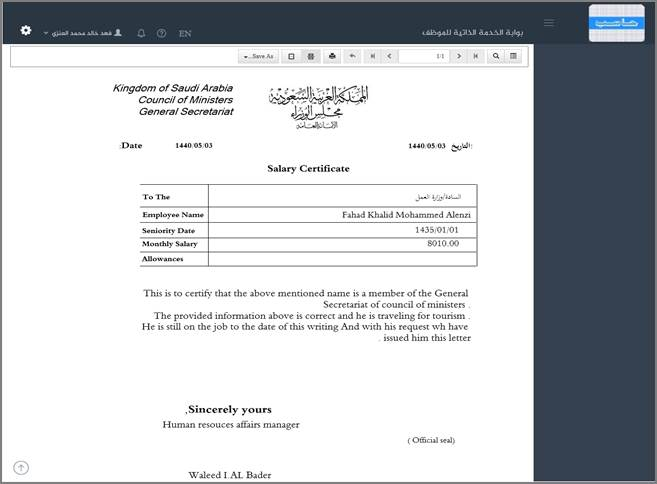 حاسب
بوابة الخدمة الذاتية للموظف
EN
فهد خالد محمد العنزي
Save As...
1/1
Kingdom of Saudi Arabia
Council of Ministers
General Secretariat
المملكة العربية السعودية
مجلس الوزراء
الأمانة العامة
:Date 1440/05/03
1440/05/03 التاريخ:
Salary Certificate
To The السادة/وزارة العمل
Employee Name Fahad Khalid Mohammed Alenzi
Seniority Date 1435/01/01
Monthly Salary 8010.00
Allowances
This is to certify that the above mentioned name is a member of the General
Secretariat of council of ministers .
The provided information above is correct and he is traveling for tourism .
He is still on the job to the date of this writing And with his request wh have
. issued him this letter
,Sincerely yours
Human resouces affairs manager
( Official seal)
Waleed I AL Bader